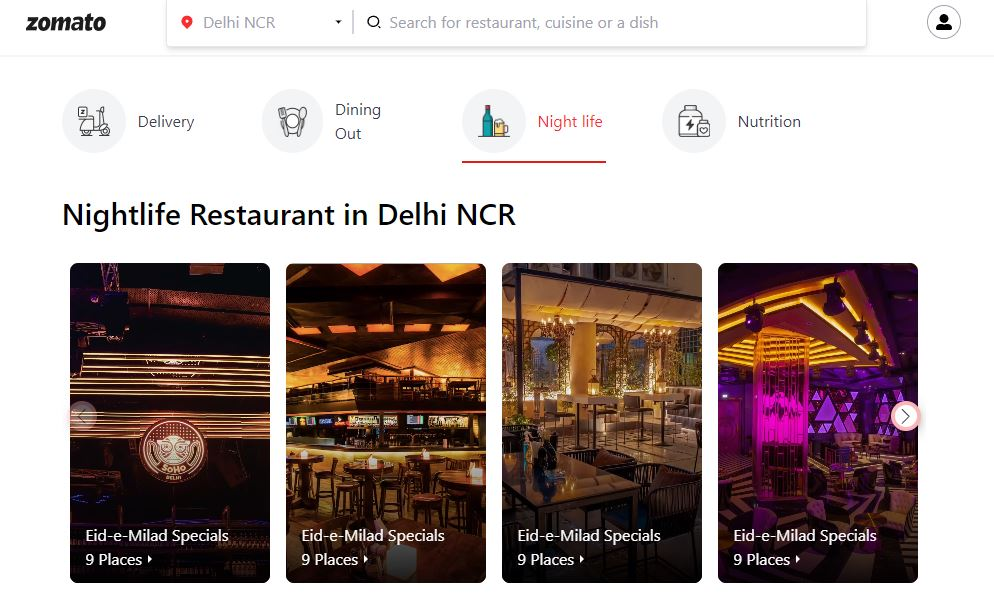 zomato
Delhi NCR
Search for restaurant, cuisine or a dish
Delivery
Dining
Out
Night life
Nutrition
Nightlife Restaurant in Delhi NCR
SOHO
DELHI
Eid-e-Milad Specials
9 Places
Eid-e-Milad Specials
9 Places
Eid-e-Milad Specials
9 Places
Eid-e-Milad Specials
9 Places